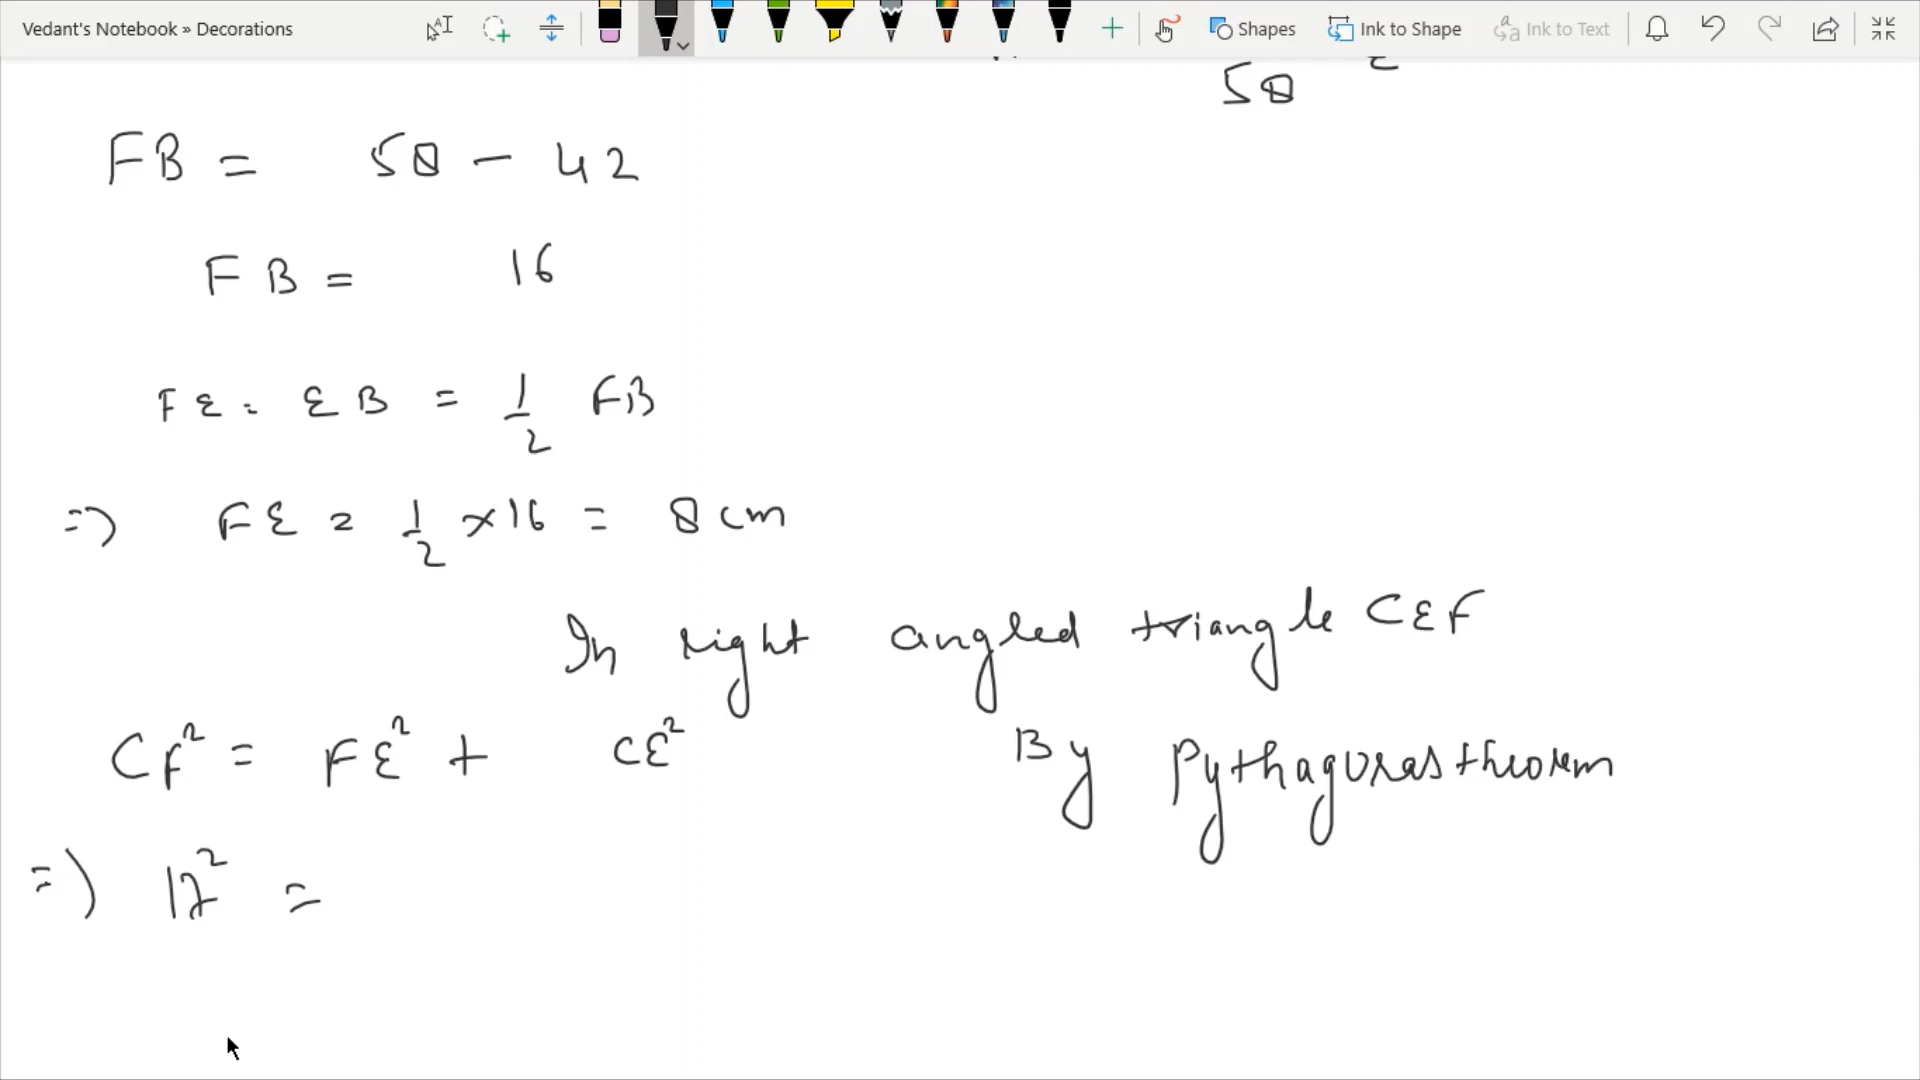 Vedant's Notebook » Decorations
Shapes
Ink to Shape
Ink to Text
58
FB = 58 - 42
FB = 16
FE = EB = 1/2 FB
=> FE = 1/2 × 16 = 8 cm
In right angled triangle CEF
CF² = FE² + CE² By Pythagoras theorem
=> 17² =